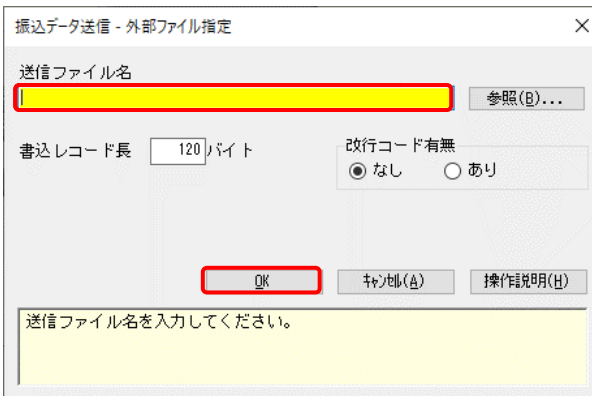 振込データ送信 - 外部ファイル指定
送信ファイル名
参照(B)...
書込レコード長 120 バイト
改行コード有無
なし あり
OK キャンセル(A) 操作説明(H)
送信ファイル名を入力してください。